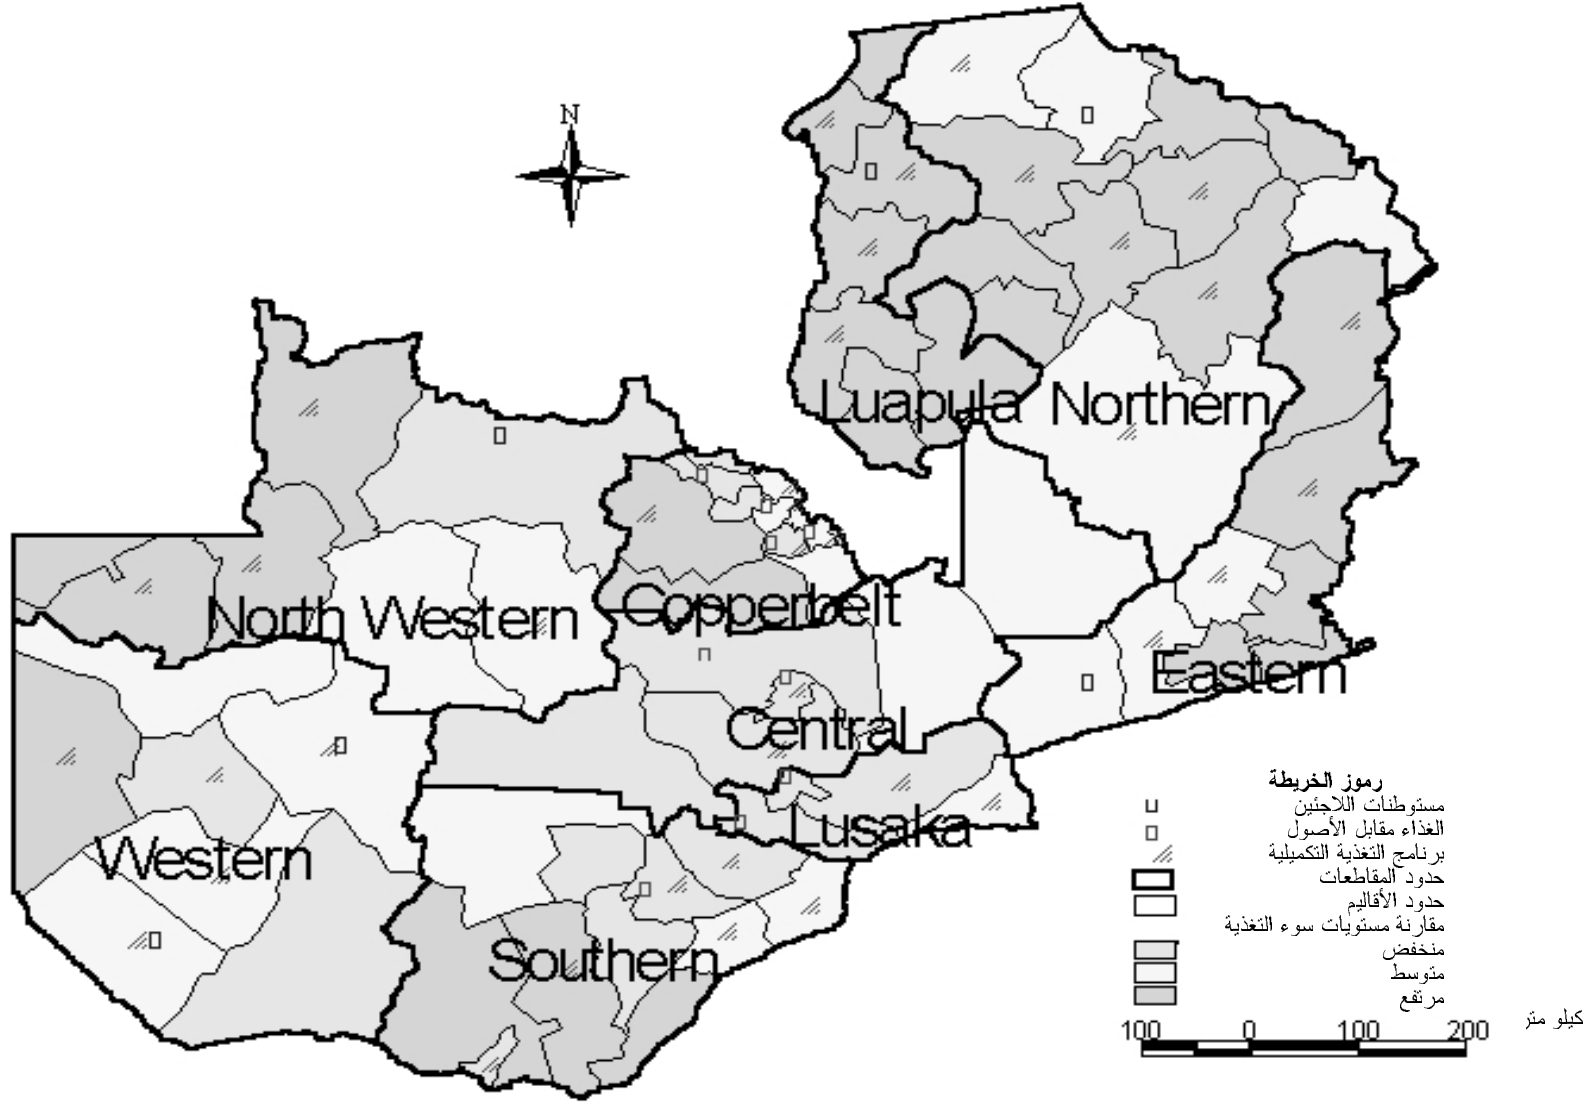 N
Luapula
Northern
North Western
Copperbelt
Eastern
Central
Lusaka
Western
Southern
رموز الخريطة
مستوطنات اللاجئين
الغذاء مقابل الأصول
برنامج التغذية التكميلية
حدود المقاطعات
حدود الأقاليم
مقارنة مستويات سوء التغذية
منخفض
متوسط
مرتفع
كيلو متر
100 0 100 200